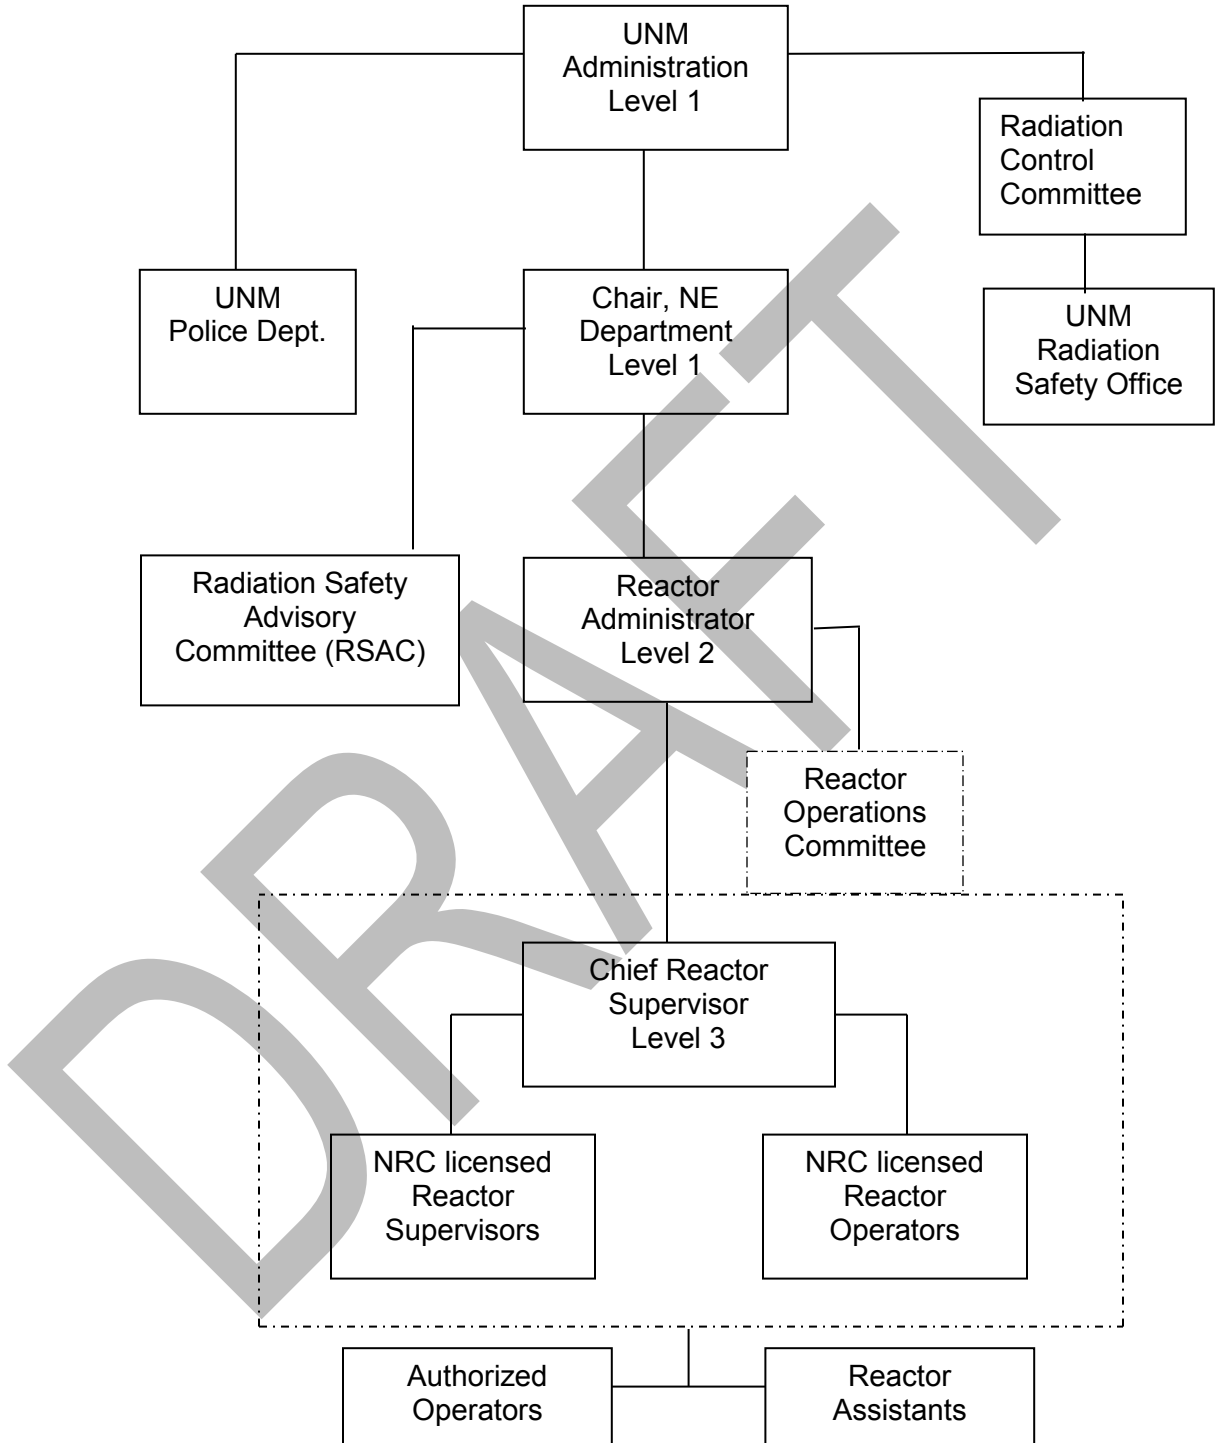 UNM
Administration
Level 1
Radiation
Control
Committee
UNM
Police Dept.
Chair, NE
Department
Level 1
UNM
Radiation
Safety Office
Radiation Safety
Advisory
Committee (RSAC)
Reactor
Administrator
Level 2
Reactor
Operations
Committee
Chief Reactor
Supervisor
Level 3
NRC licensed
Reactor
Supervisors
NRC licensed
Reactor
Operators
Authorized
Operators
Reactor
Assistants
DRAFT